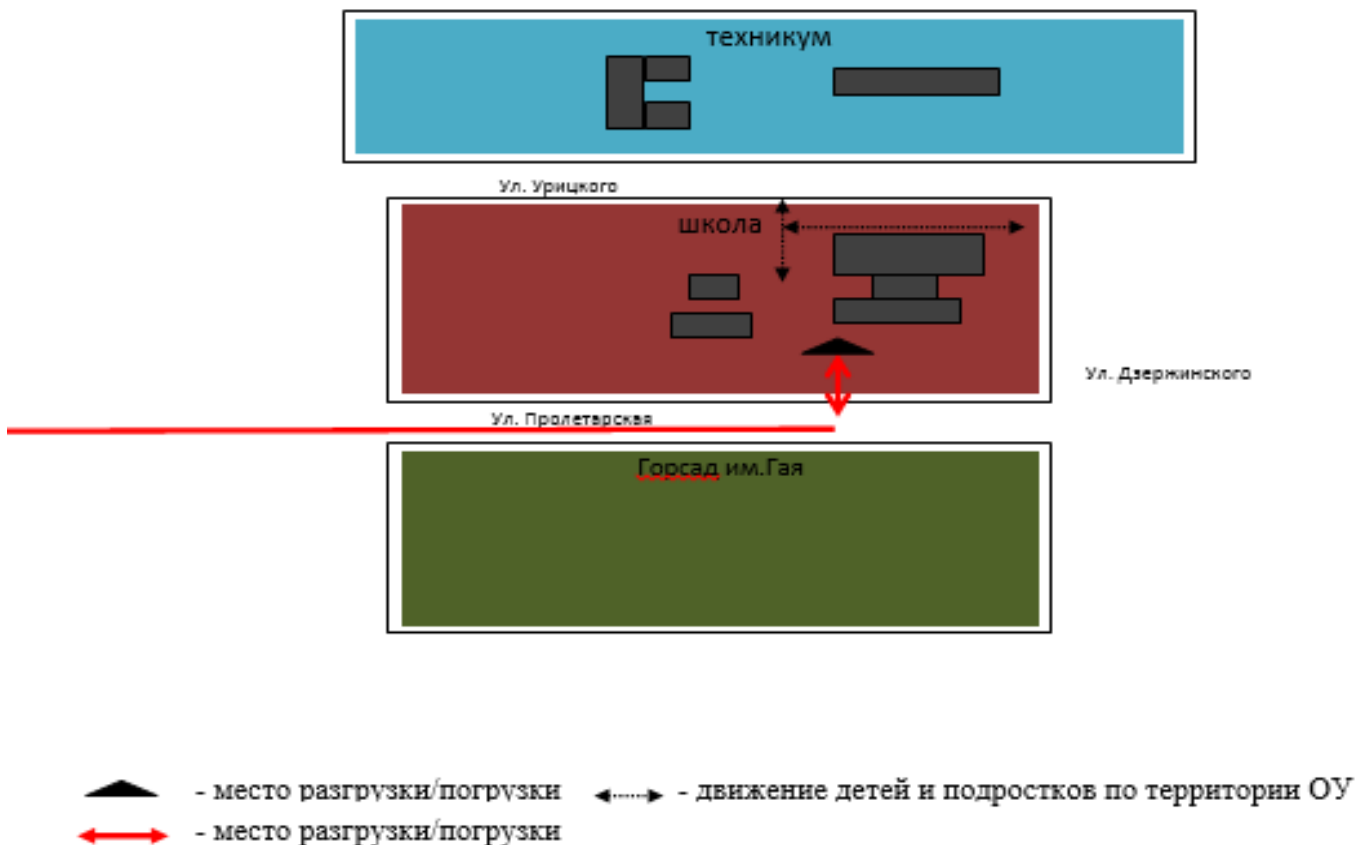 техникум
Ул. Урицкого
школа
Ул. Дзержинского
Ул. Пролетарская
Горсад им.Гая
- место разгрузки/погрузки - движение детей и подростков по территории ОУ
- место разгрузки/погрузки